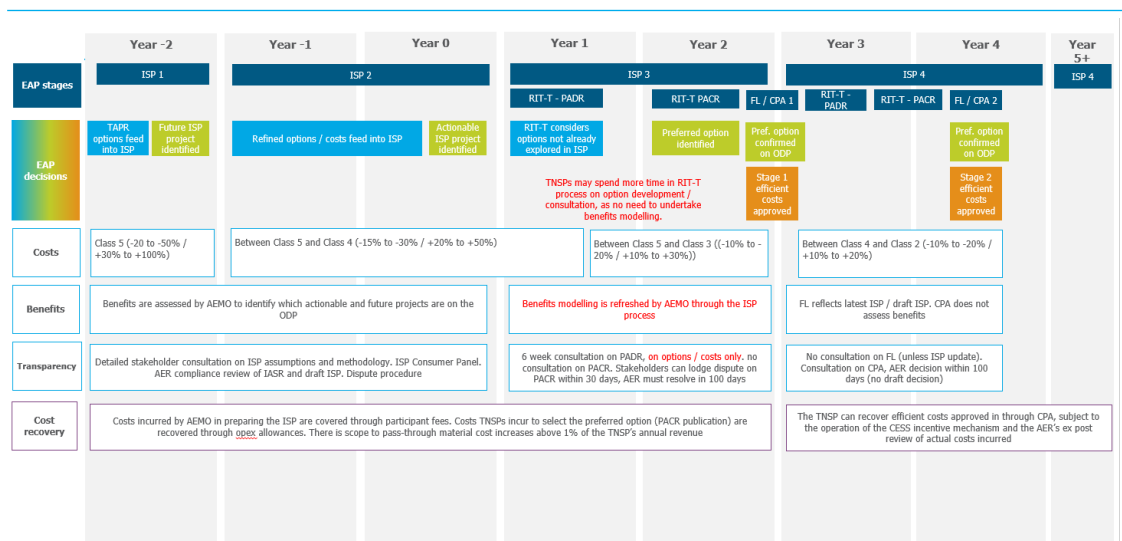 Year -2
Year -1
Year 0
Year 1
Year 2
Year 3
Year 4
Year
5+
EAP stages
ISP 1
ISP 2
ISP 3
ISP 4
ISP 4
RIT-T - PADR
RIT-T PACR
FL / CPA 1
RIT-T -
PADR
RIT-T - PACR
FL / CPA 2
EAP
decisions
TAPR
options feed
into ISP
Future ISP
project
identified
Refined options / costs feed into ISP
Actionable
ISP project
identified
RIT-T considers
options not already
explored in ISP
Preferred option
identified
Pref. option
confirmed
on ODP
Pref. option
confirmed
on ODP
TNSPs may spend more time in RIT-T
process on option development /
consultation, as no need to undertake
benefits modelling.
Stage 1
efficient
costs
approved
Stage 2
efficient
costs
approved
Costs
Class 5 (-20 to -50% /
+30% to +100%)
Between Class 5 and Class 4 (-15% to -30% / +20% to +50%)
Between Class 5 and Class 3 ((-10% to -
20% / +10% to +30%))
Between Class 4 and Class 2 (-10% to -20% /
+10% to +20%)
Benefits
Benefits are assessed by AEMO to identify which actionable and future projects are on the
ODP
Benefits modelling is refreshed by AEMO through the ISP
process
FL reflects latest ISP / draft ISP. CPA does not
assess benefits
Transparency
Detailed stakeholder consultation on ISP assumptions and methodology. ISP Consumer Panel.
AER compliance review of IASR and draft ISP. Dispute procedure
6 week consultation on PADR, on options / costs only. no
consultation on PACR. Stakeholders can lodge dispute on
PACR within 30 days, AER must resolve in 100 days
No consultation on FL (unless ISP update).
Consultation on CPA, AER decision within 100
days (no draft decision)
Cost
recovery
Costs incurred by AEMO in preparing the ISP are covered through participant fees. Costs TNSPs incur to select the preferred option (PACR publication) are
recovered through opex allowances. There is scope to pass-through material cost increases above 1% of the TNSP's annual revenue
The TNSP can recover efficient costs approved in through CPA, subject to
the operation of the CESS incentive mechanism and the AER's ex post
review of actual costs incurred